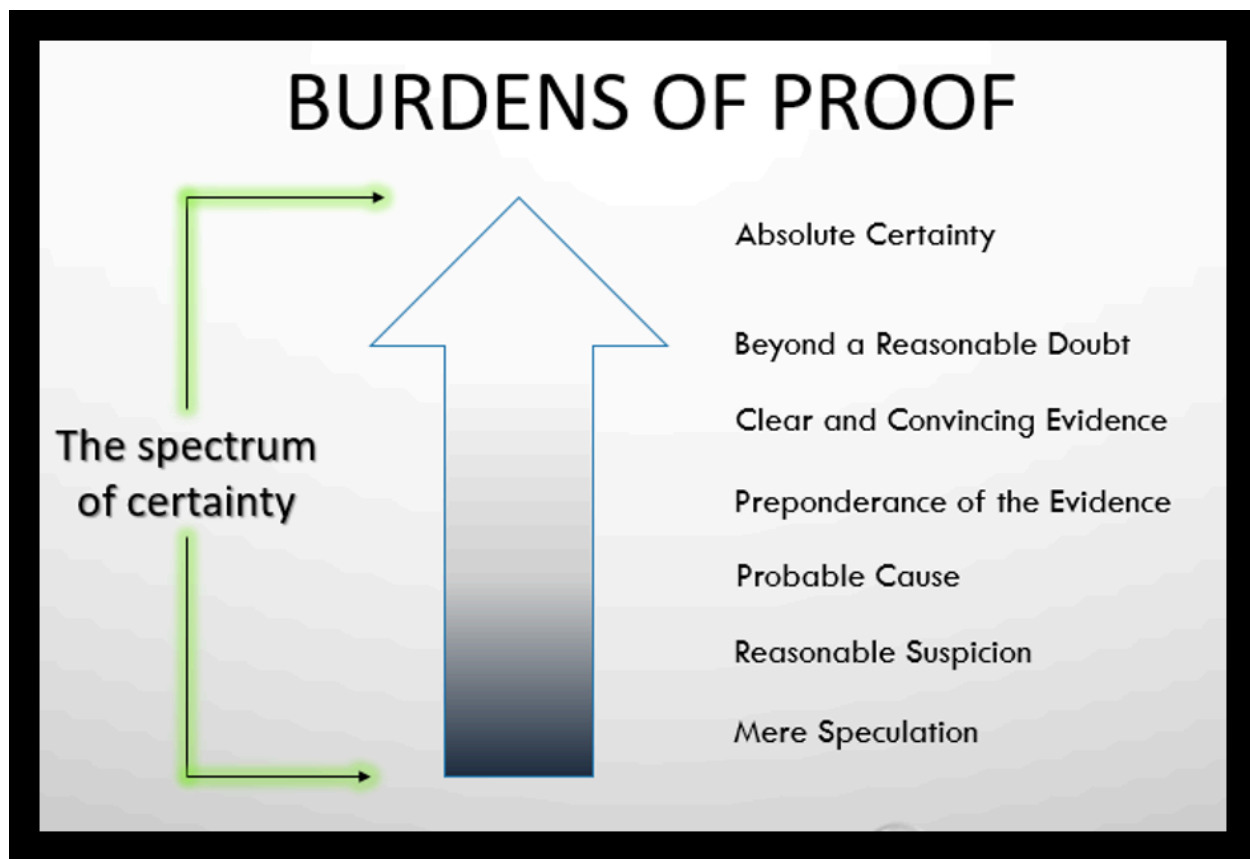 BURDENS OF PROOF
The spectrum
of certainty
Absolute Certainty
Beyond a Reasonable Doubt
Clear and Convincing Evidence
Preponderance of the Evidence
Probable Cause
Reasonable Suspicion
Mere Speculation